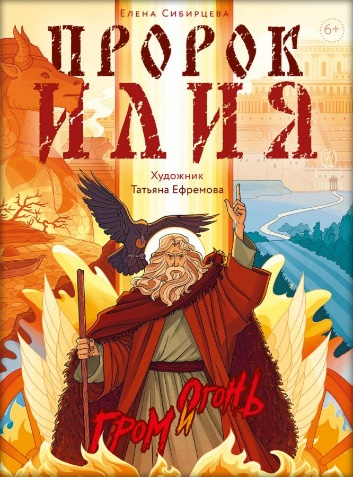 Елена Сибирцева
6+
ПРОРОК
ИЛИЯ
Художник
Татьяна Ефремова
ГРОМ И ОГОНЬ